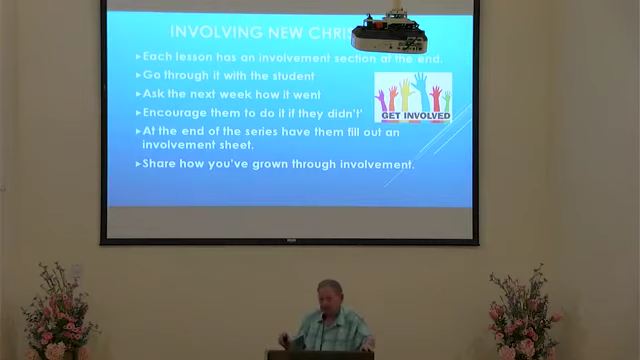 INVOLVING NEW
▸Each lesson has an involvement section at the end.
▸Go through it with the student
▸Ask the next week how it went
GET INVOLVED
▸Encourage them to do it if they didn't'
▸At the end of the series have them fill out an
involvement sheet.
▸Share how you've grown through involvement.